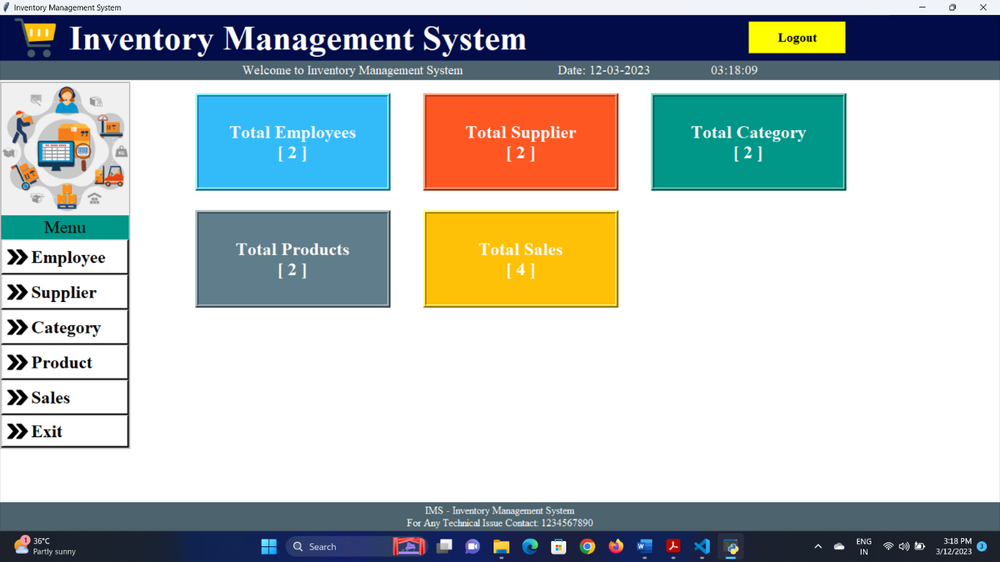 Inventory Management System
Inventory Management System
Logout
Welcome to Inventory Management System Date: 12-03-2023 03:18:09
Total Employees
[ 2 ]
Total Supplier
[ 2 ]
Total Category
[ 2 ]
Total Products
[ 2 ]
Total Sales
[ 4 ]
Menu
Employee
Supplier
Category
Product
Sales
Exit
IMS - Inventory Management System
For Any Technical Issue Contact: 1234567890
1
36°C
Partly sunny
Search
ENG
IN
3:18 PM
3/12/2023
3